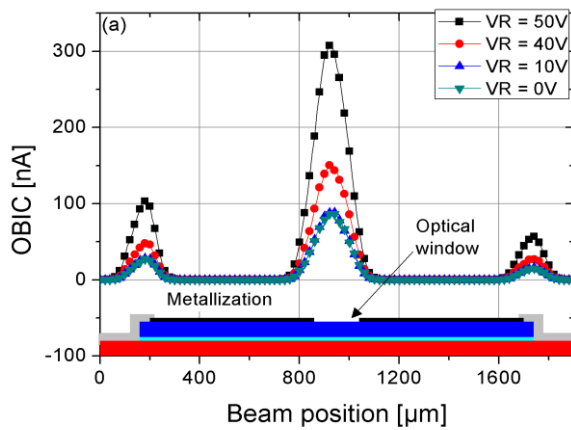 (a)
VR = 50V
VR = 40V
VR = 10V
VR = 0V
300
200
100
0
-100
OBIC [nA]
Optical
window
Metallization
0
400
800
1200
1600
Beam position [µm]